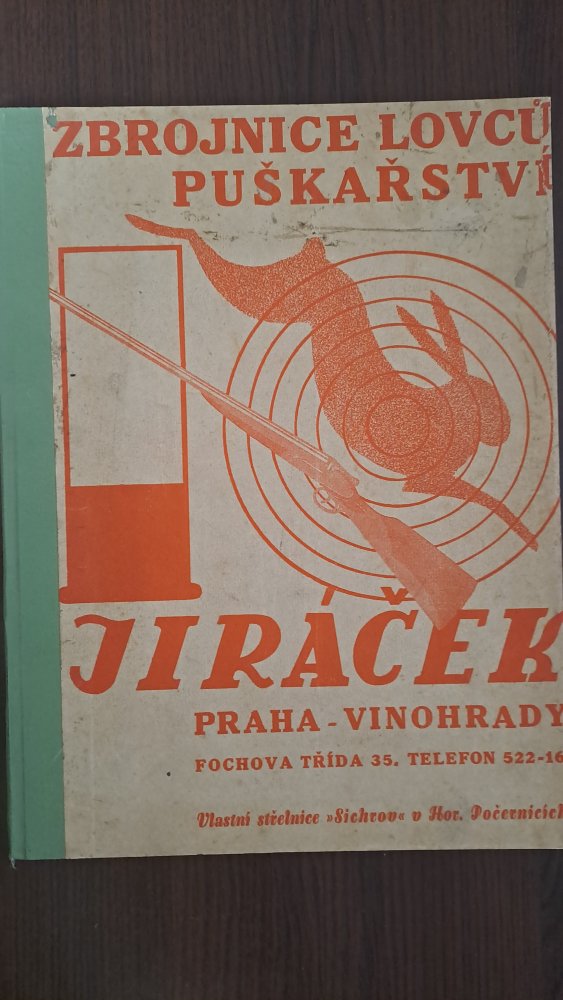 ZBROJNICE LOVCŮ
PUŠKAŘSTVÍ
JIRÁČEK
PRAHA - VINOHRADY
FOCHOVA TŘÍDA 35. TELEFON 522-16
Vlastní střelnice »Sichrov« v Hor. Počernicích